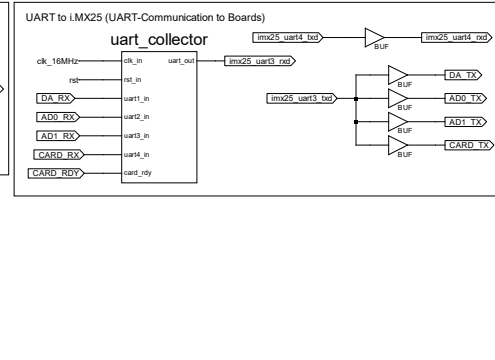 UART to i.MX25 (UART-Communication to Boards)
uart_collector
clk_16MHz
clk_in
uart_out
imx25_uart3_rxd
rst
rst_in
DA_RX
uart1_in
AD0_RX
uart2_in
AD1_RX
uart3_in
CARD_RX
uart4_in
CARD_RDY
card_rdy
imx25_uart4_txd
BUF
imx25_uart4_rxd
imx25_uart3_txd
BUF
DA_TX
BUF
AD0_TX
BUF
AD1_TX
BUF
CARD_TX